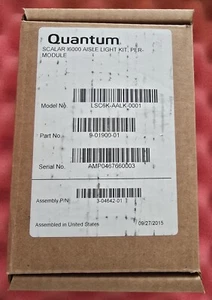 Quantum
SCALAR I6000 AISLE LIGHT KIT, PER-
MODULE
Model No LSC6K-AALK-0001
Part No. 9-01900-01
Serial No. AMP0467660003
Assembly P/N 3-04642-01
Assembled in United States 09/27/2015